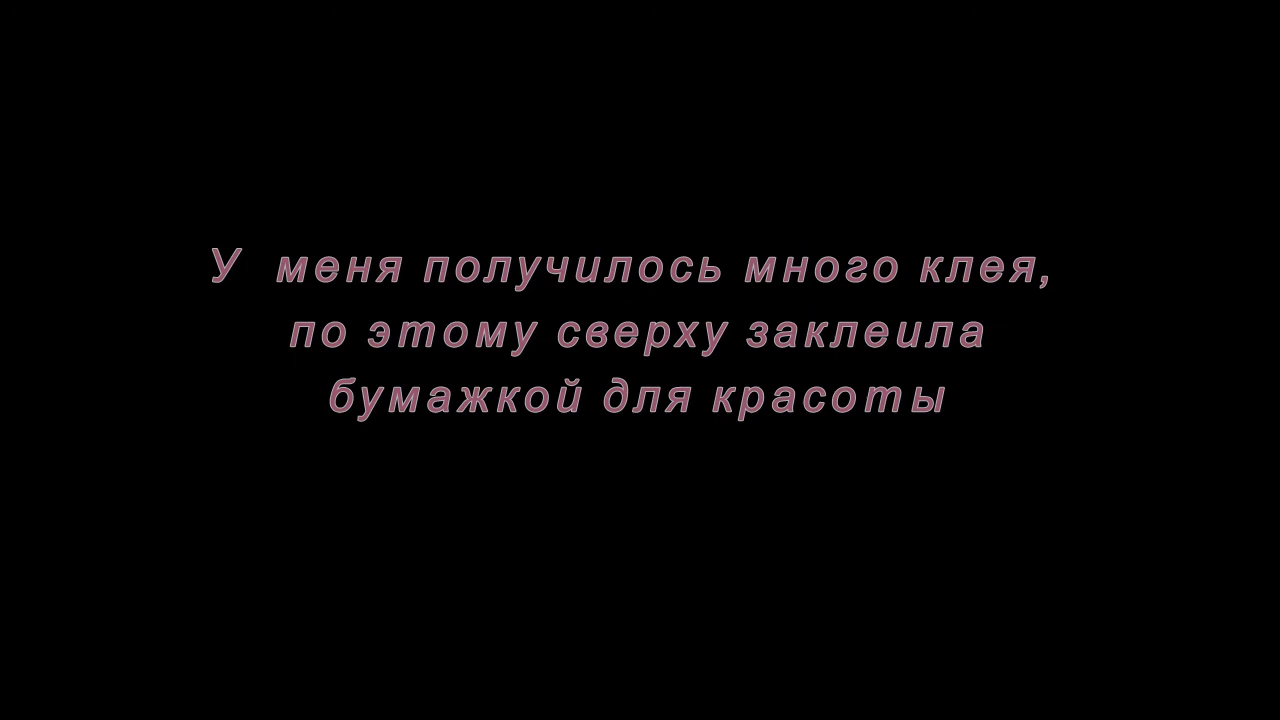 У меня получилось много клея,
по этому сверху заклеила
бумажкой для красоты